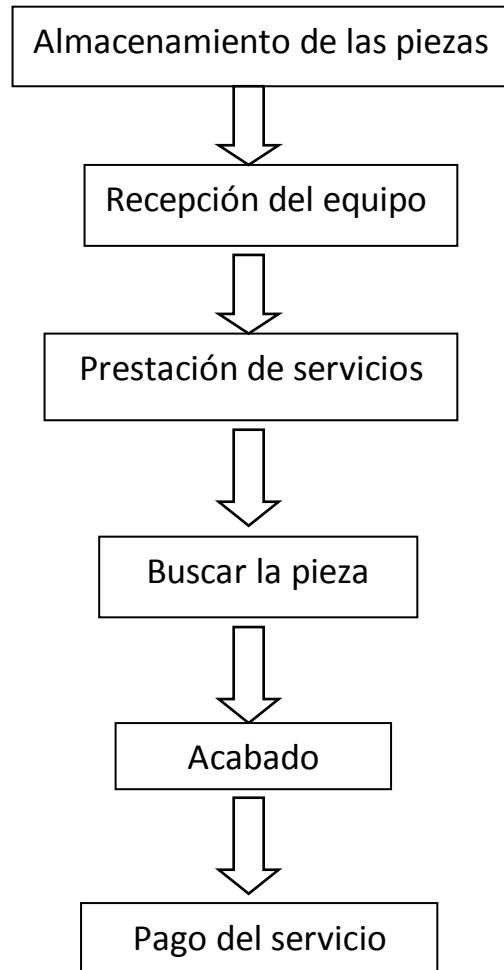 Almacenamiento de las piezas
Recepción del equipo
Prestación de servicios
Buscar la pieza
Acabado
Pago del servicio